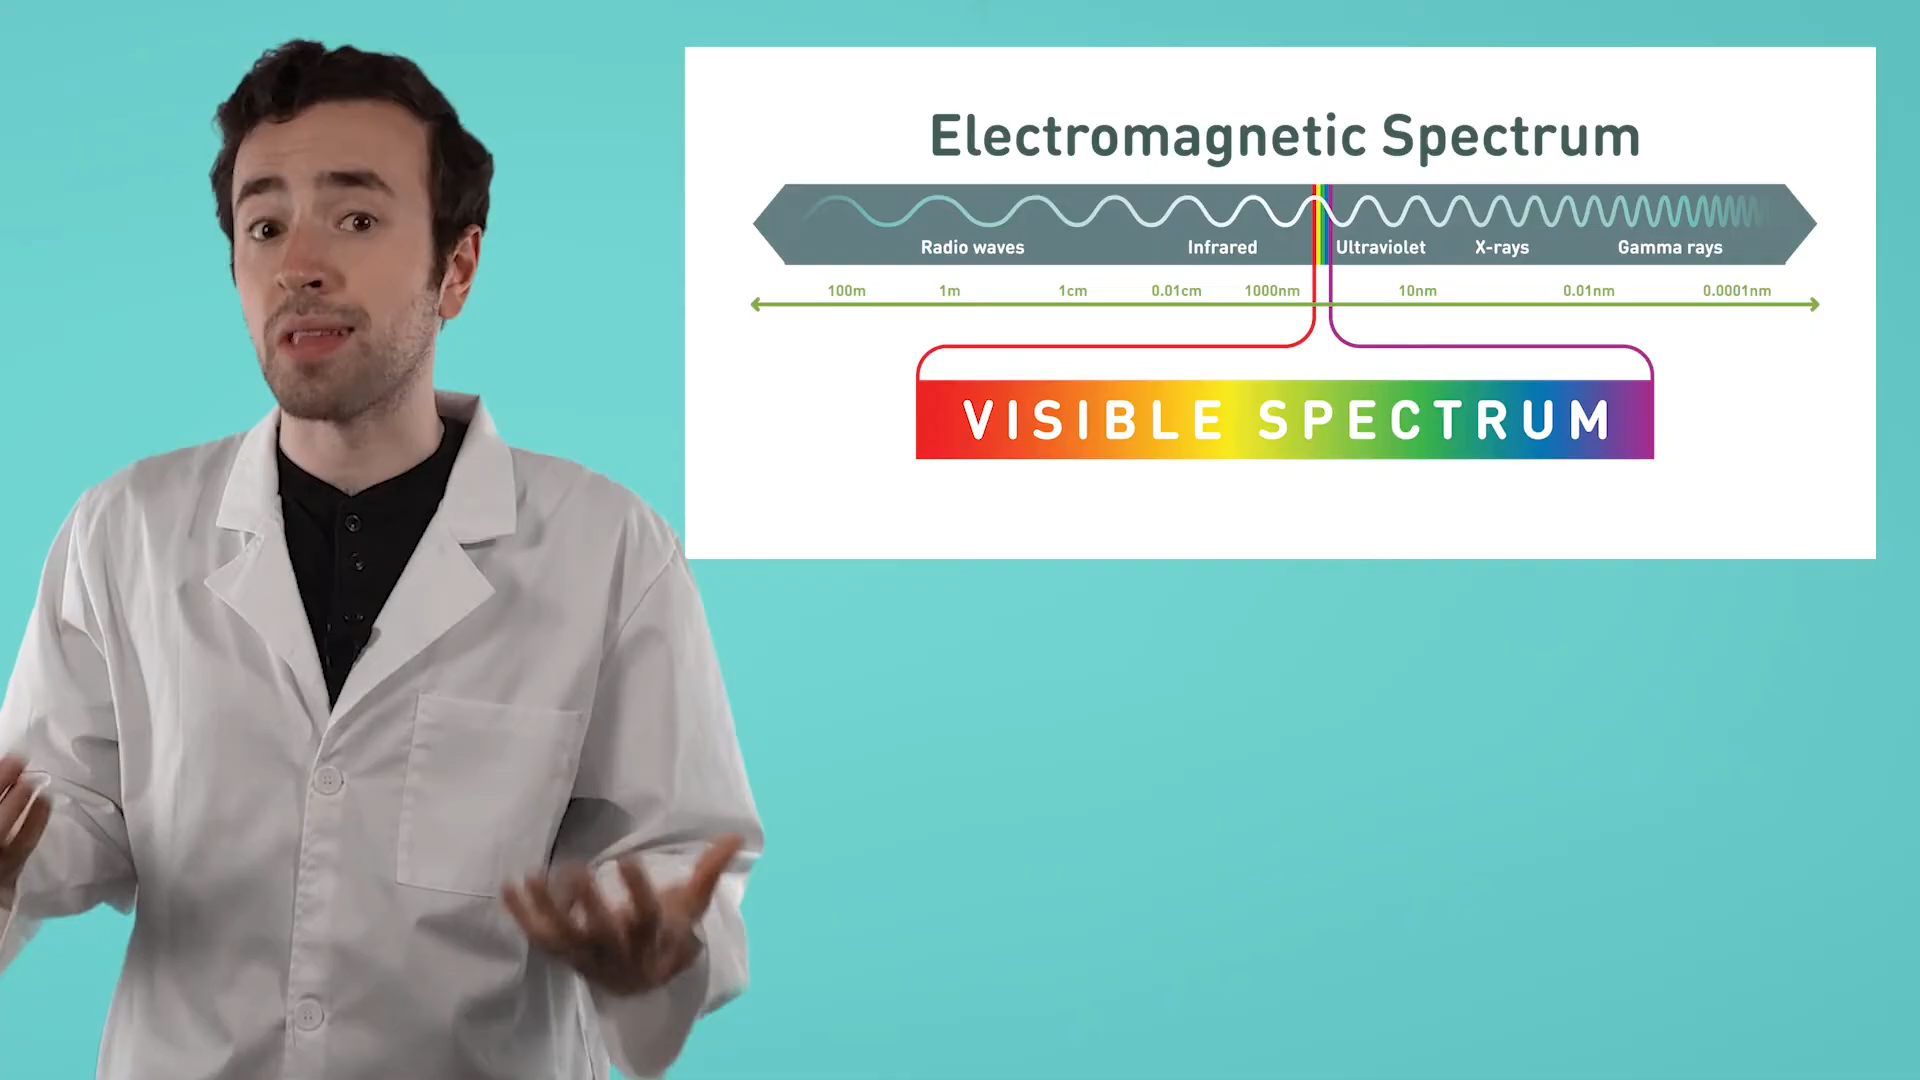 Electromagnetic Spectrum
Radio waves Infrared Ultraviolet X-rays Gamma rays
100m 1m 1cm 0.01cm 1000nm 10nm 0.01nm 0.0001nm
VISIBLE SPECTRUM